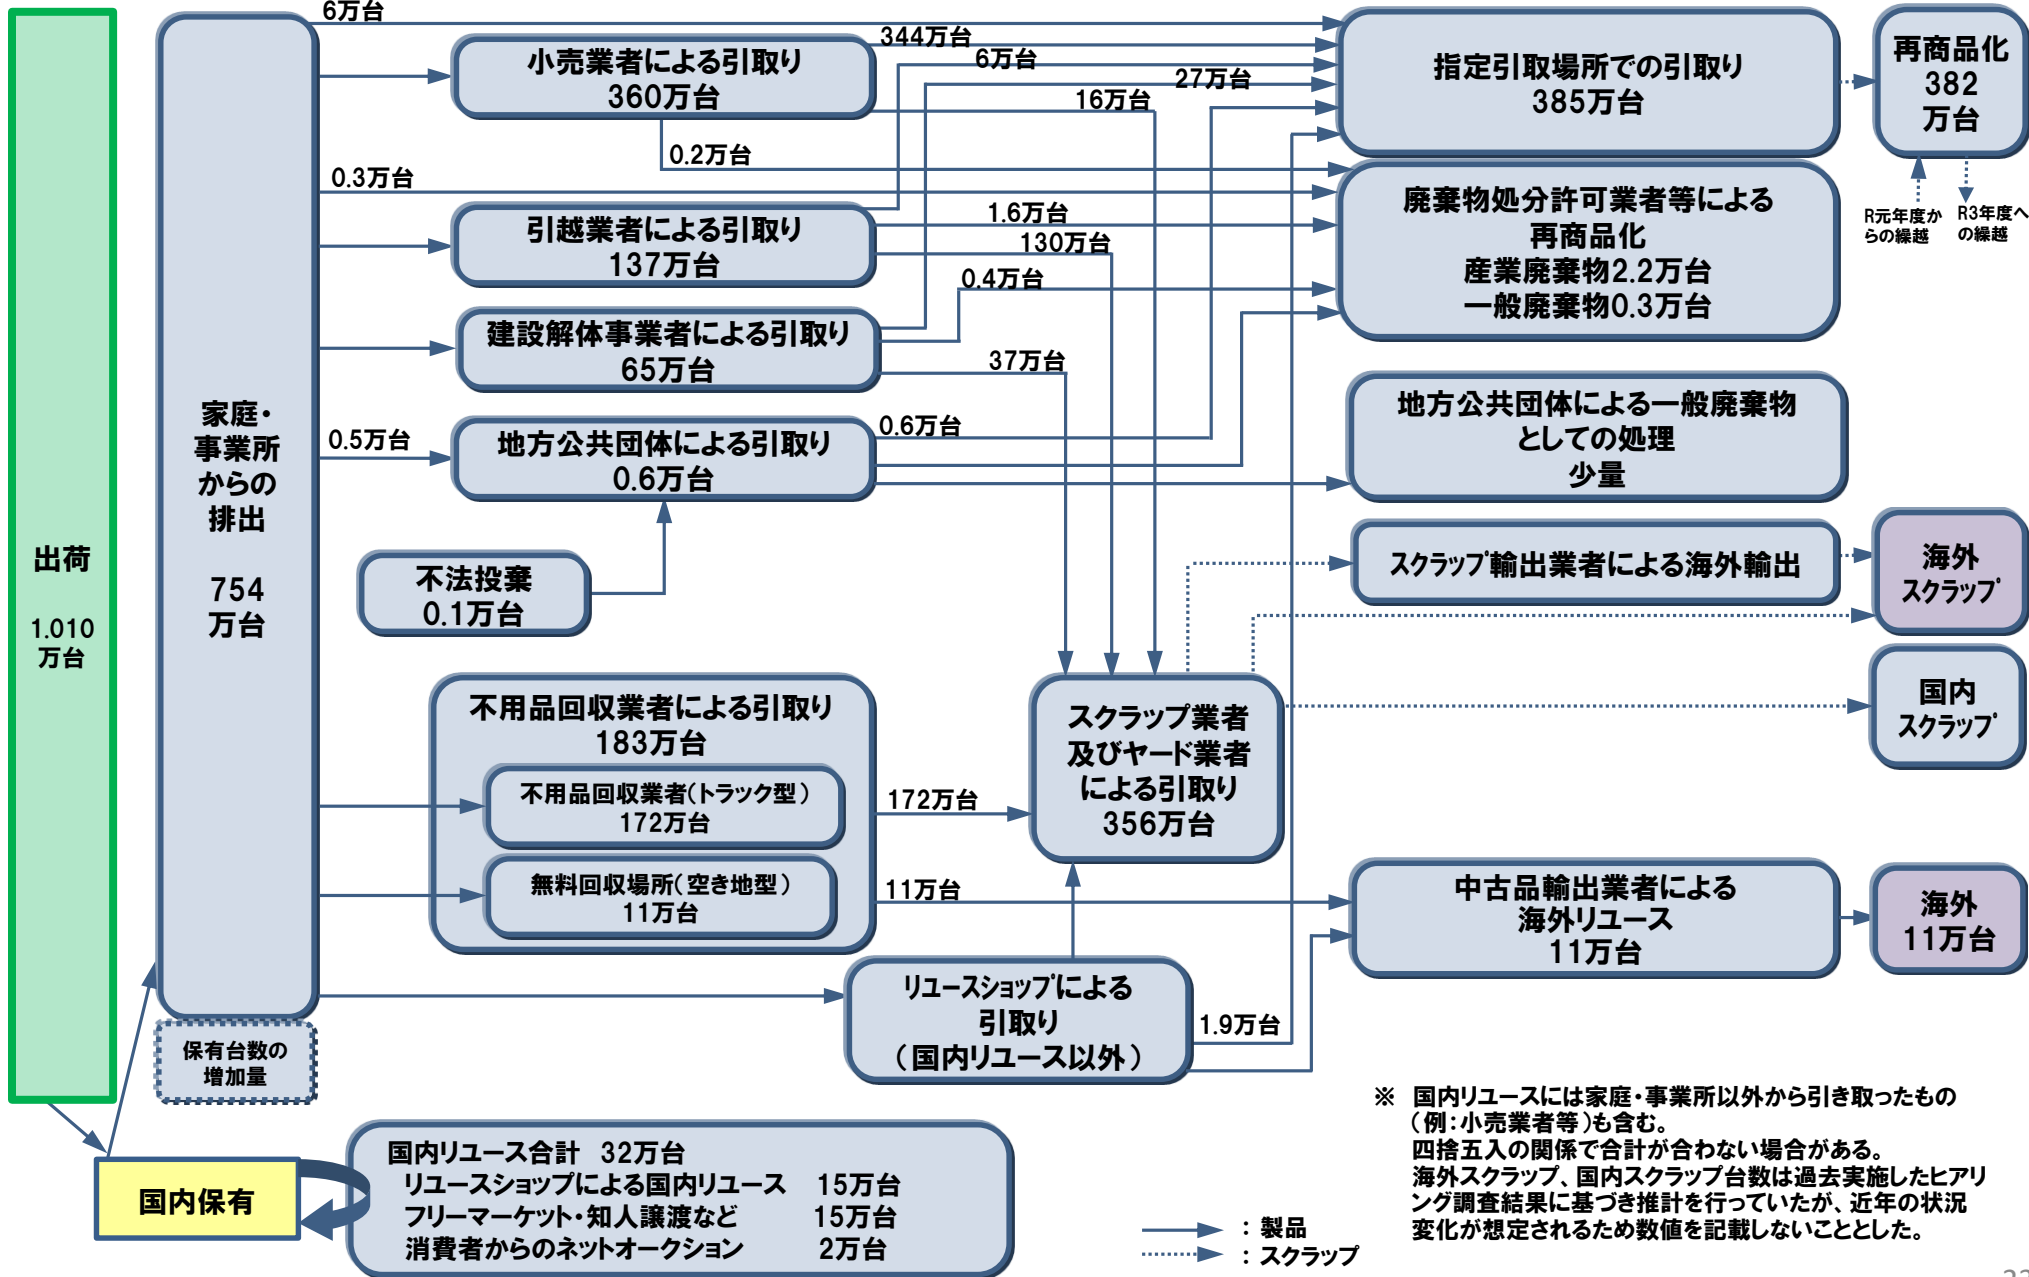 出荷
1.010
万台
家庭・
事業所
からの
排出
754
万台
保有台数の
増加量
国内保有
6万台
小売業者による引取り
360万台
344万台
6万台
27万台
16万台
0.2万台
0.3万台
引越業者による引取り
137万台
1.6万台
130万台
0.4万台
建設解体事業者による引取り
65万台
37万台
0.5万台
地方公共団体による引取り
0.6万台
0.6万台
不法投棄
0.1万台
不用品回収業者による引取り
183万台
不用品回収業者(トラック型)
172万台
無料回収場所(空き地型)
11万台
172万台
11万台
スクラップ業者
及びヤード業者
による引取り
356万台
リユースショップによる
引取り
(国内リユース以外)
1.9万台
指定引取場所での引取り
385万台
再商品化
382
万台
R元年度か
らの繰越
R3年度へ
の繰越
廃棄物処分許可業者等による
再商品化
産業廃棄物2.2万台
一般廃棄物0.3万台
地方公共団体による一般廃棄物
としての処理
少量
スクラップ輸出業者による海外輸出
海外
スクラップ
国内
スクラップ
中古品輸出業者による
海外リユース
11万台
海外
11万台
国内リユース合計 32万台
リユースショップによる国内リユース 15万台
フリーマーケット・知人譲渡など 15万台
消費者からのネットオークション 2万台
:製品
:スクラップ
※ 国内リユースには家庭・事業所以外から引き取ったもの
(例:小売業者等)も含む。
四捨五入の関係で合計が合わない場合がある。
海外スクラップ、国内スクラップ台数は過去実施したヒアリ
ング調査結果に基づき推計を行っていたが、近年の状況
変化が想定されるため数値を記載しないこととした。